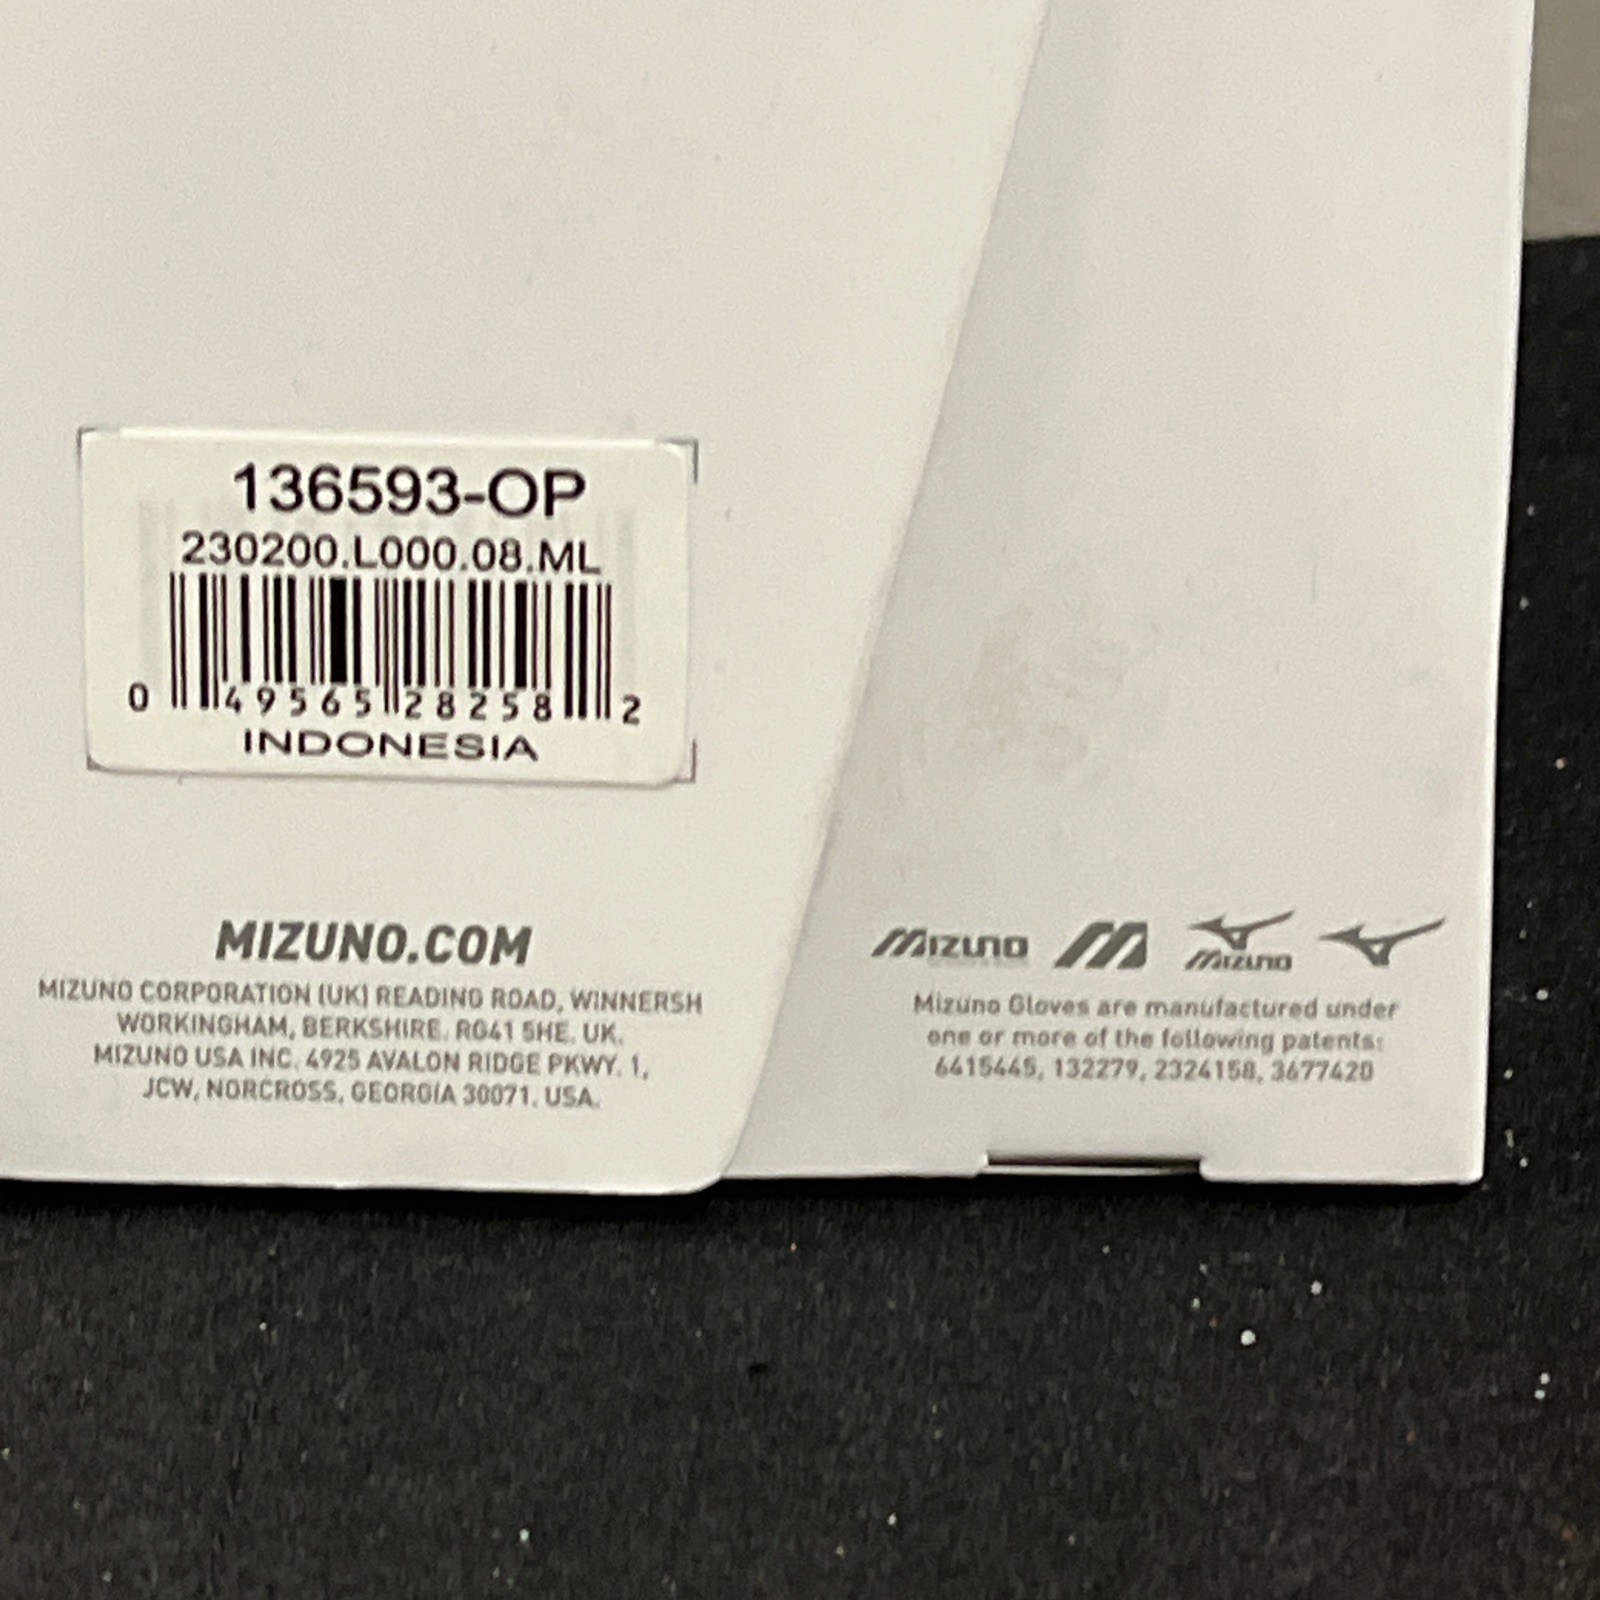 136593-OP
230200.L000.08.ML
0 49565 28258 2
INDONESIA
MIZUNO.COM
MIZUNO CORPORATION (UK) READING ROAD, WINNERSH
WORKINGHAM, BERKSHIRE. RG41 5HE. UK.
MIZUNO USA INC. 4925 AVALON RIDGE PKWY. 1,
JCW, NORCROSS, GEORGIA 30071. USA.
MIZUNO M MIZUNO
Mizuno Gloves are manufactured under
one or more of the following patents:
6415445, 132279, 2324158, 3677420